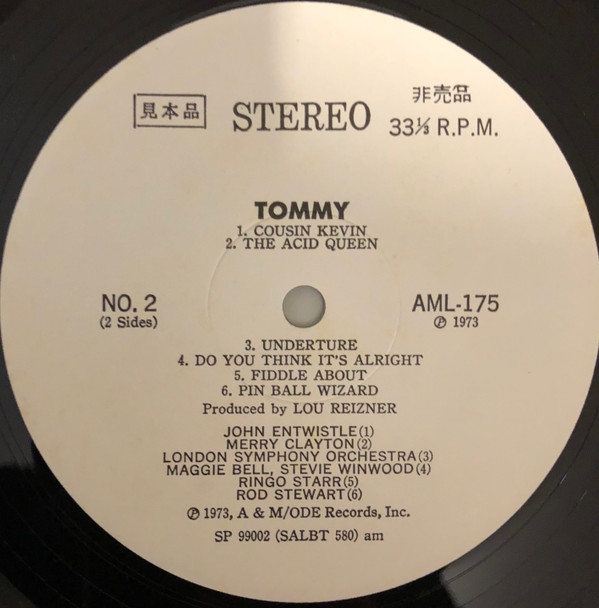 見本品
STEREO
非売品
33⅓ R.P.M.
TOMMY
1. COUSIN KEVIN
2. THE ACID QUEEN
NO. 2
(2 Sides)
AML-175
Ⓟ 1973
3. UNDERTURE
4. DO YOU THINK IT'S ALRIGHT
5. FIDDLE ABOUT
6. PIN BALL WIZARD
Produced by LOU REIZNER
JOHN ENTWISTLE(1)
MERRY CLAYTON(2)
LONDON SYMPHONY ORCHESTRA(3)
MAGGIE BELL, STEVIE WINWOOD(4)
RINGO STARR(5)
ROD STEWART(6)
Ⓟ 1973, A & M/ODE Records, Inc.
SP 99002 (SALBT 580) am